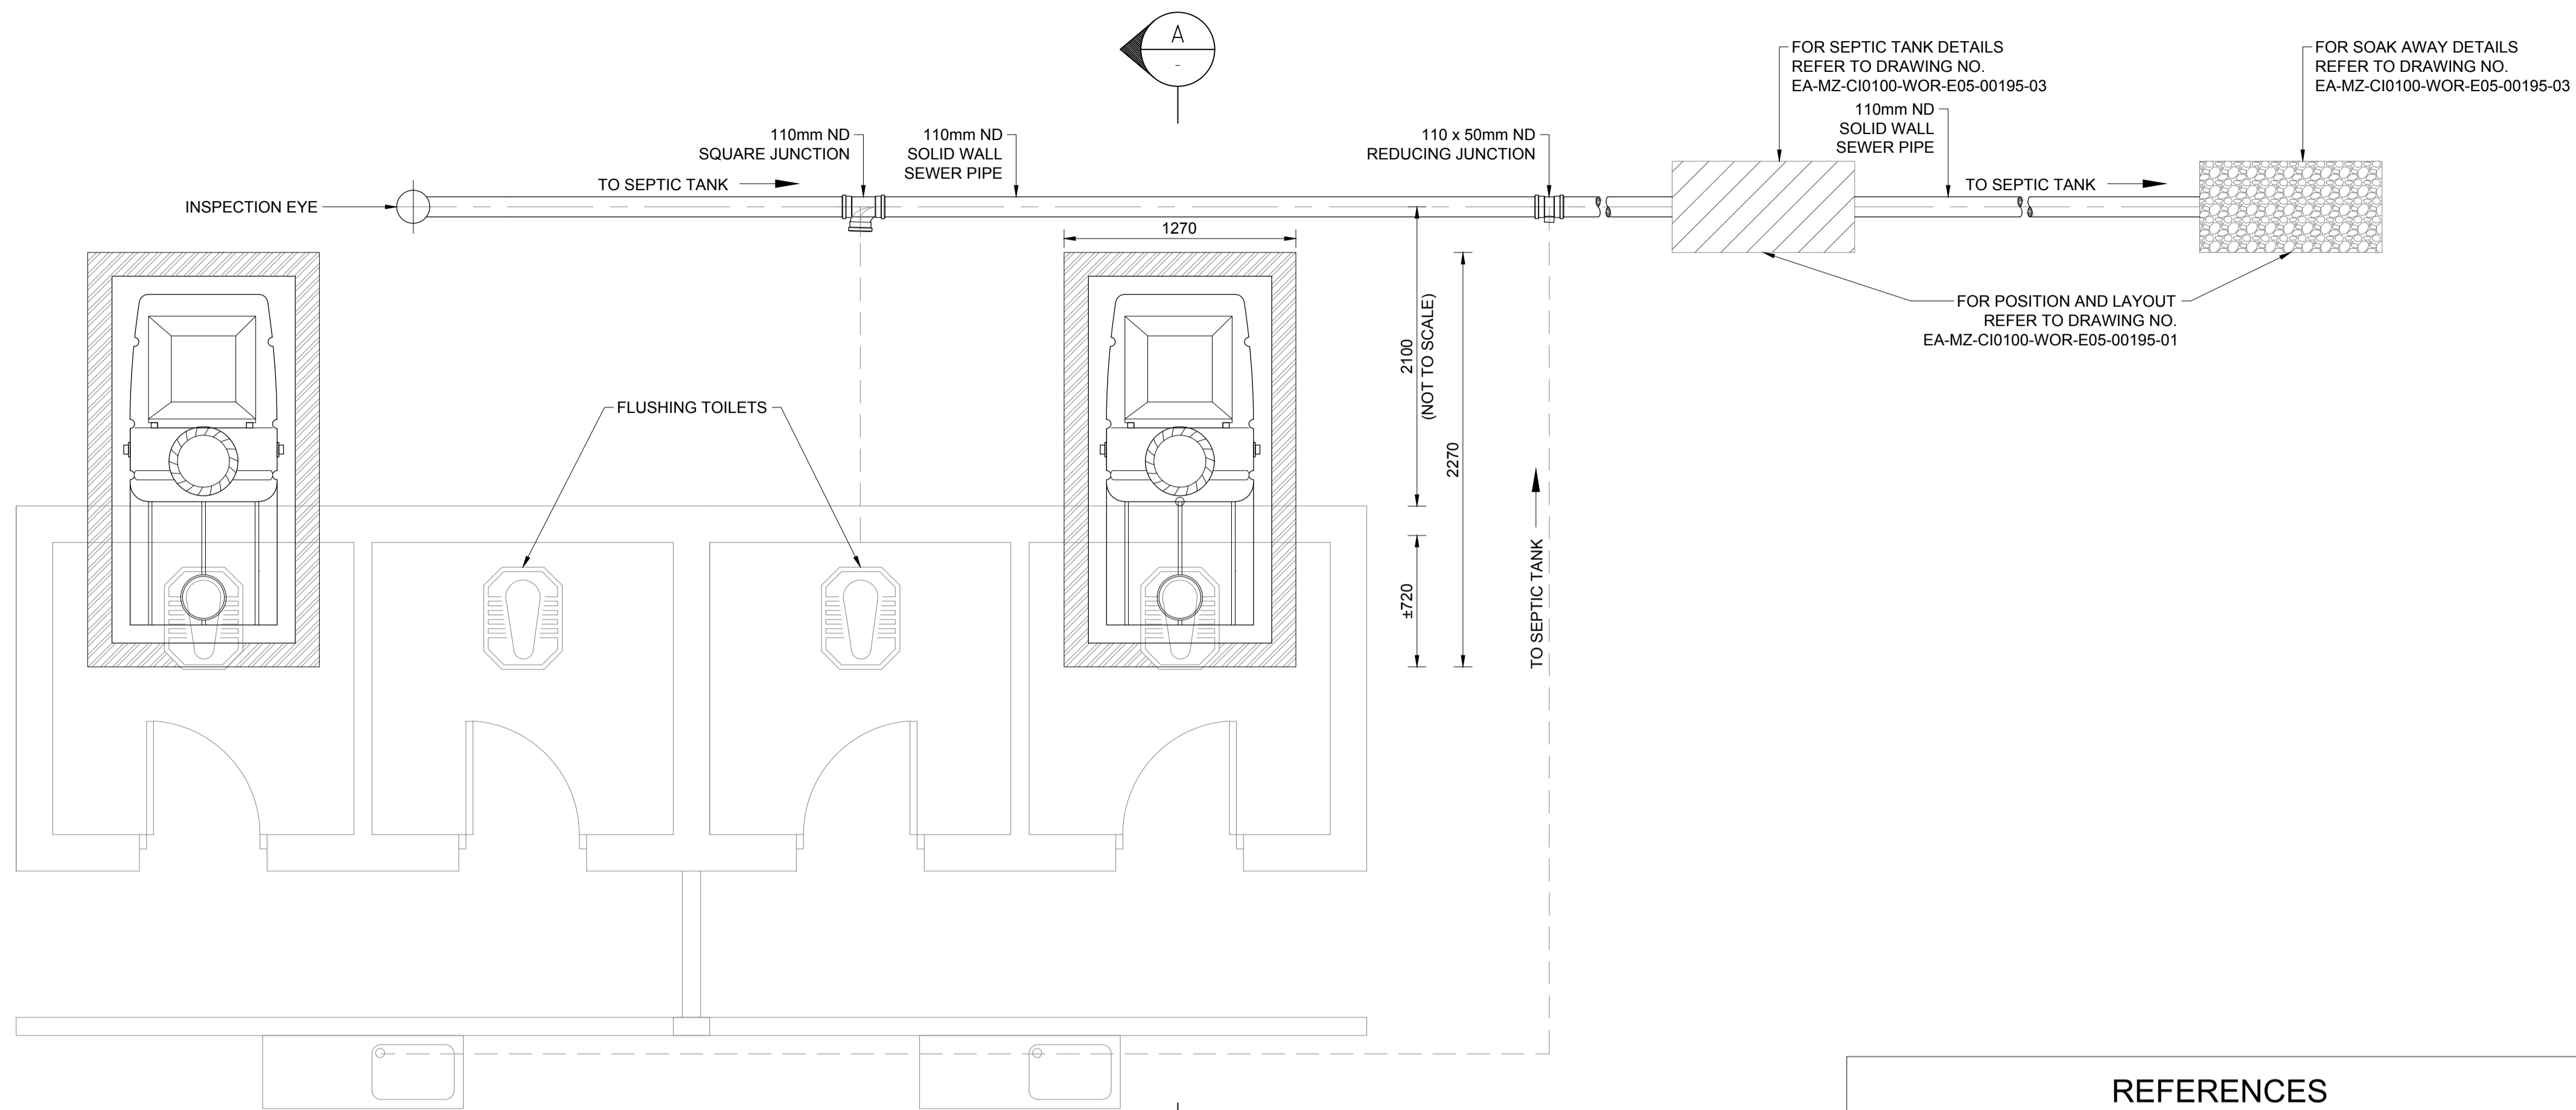 A
-
FOR SEPTIC TANK DETAILS
REFER TO DRAWING NO.
EA-MZ-CI0100-WOR-E05-00195-03
FOR SOAK AWAY DETAILS
REFER TO DRAWING NO.
EA-MZ-CI0100-WOR-E05-00195-03
110mm ND
SQUARE JUNCTION
110mm ND
SOLID WALL
SEWER PIPE
110 x 50mm ND
REDUCING JUNCTION
110mm ND
SOLID WALL
SEWER PIPE
TO SEPTIC TANK
TO SEPTIC TANK
INSPECTION EYE
1270
FOR POSITION AND LAYOUT
REFER TO DRAWING NO.
EA-MZ-CI0100-WOR-E05-00195-01
2100
(NOT TO SCALE)
FLUSHING TOILETS
2270
±720
TO SEPTIC TANK
REFERENCES